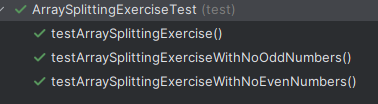 ArraySplittingExerciseTest (test)
testArraySplittingExercise()
testArraySplittingExerciseWithNoOddNumbers()
testArraySplittingExerciseWithNoEvenNumbers()